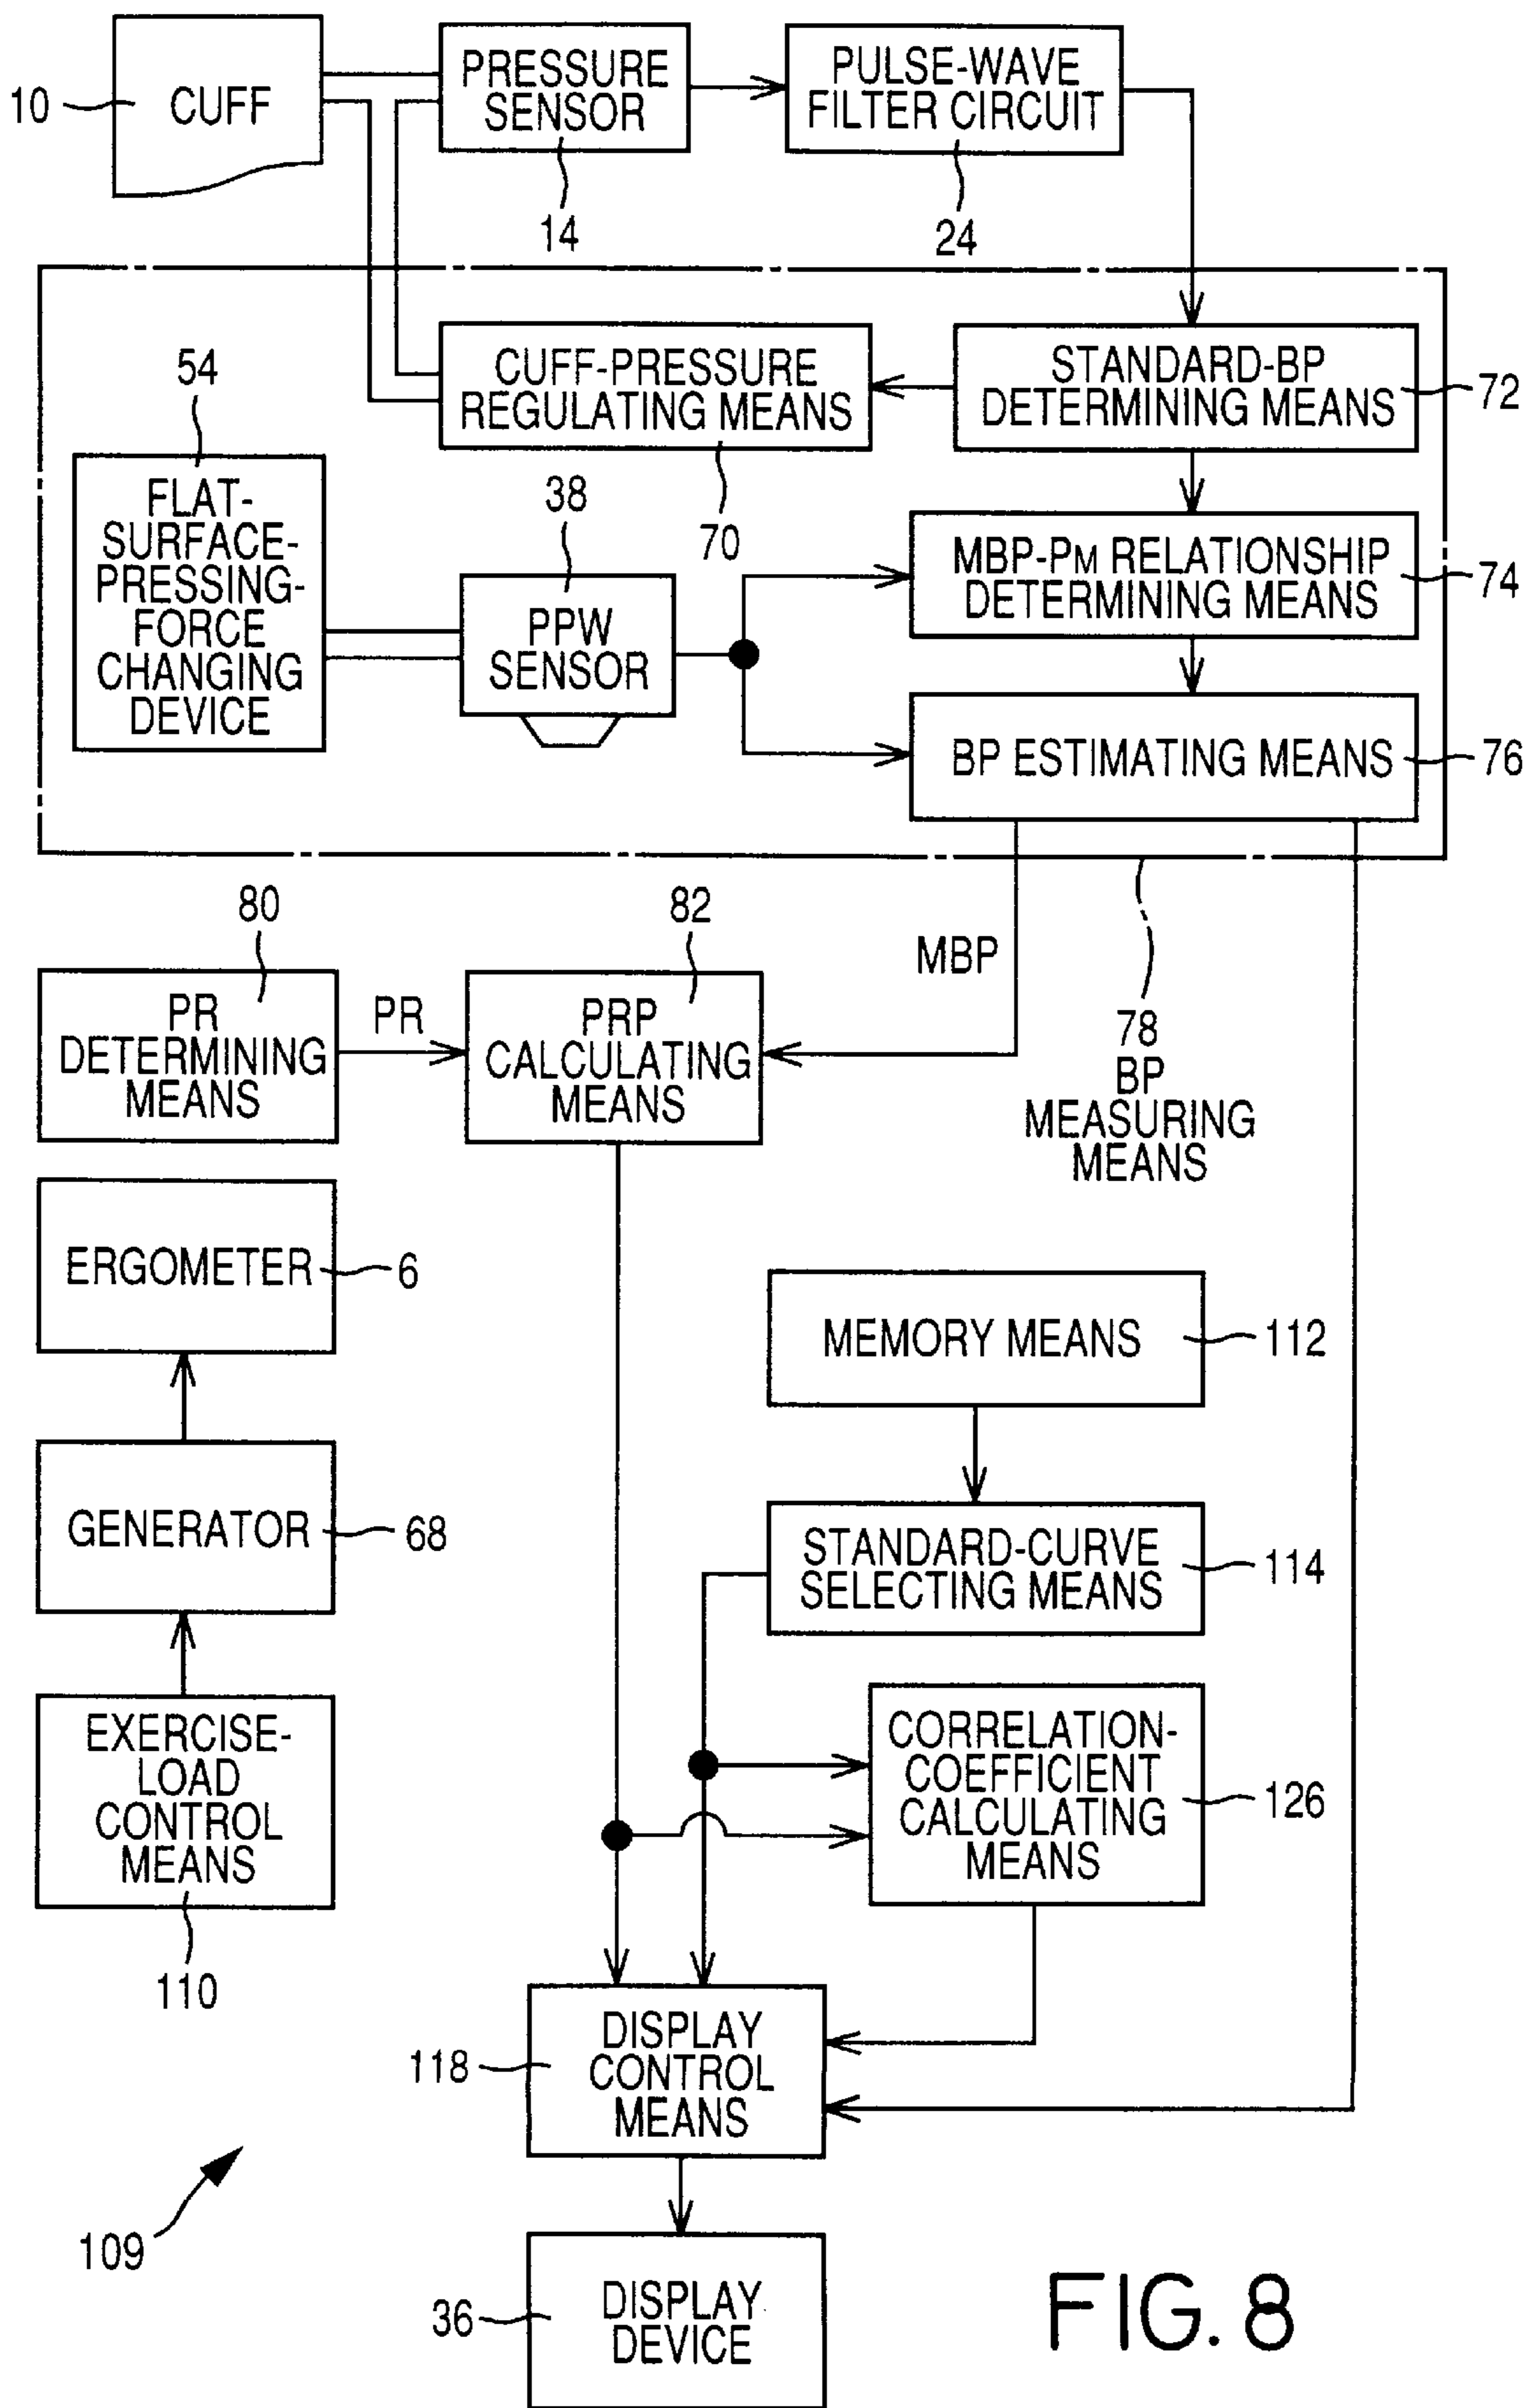 10
CUFF
PRESSURE
SENSOR
14
PULSE-WAVE
FILTER CIRCUIT
24
54
FLAT-
SURFACE-
PRESSING-
FORCE
CHANGING
DEVICE
CUFF-PRESSURE
REGULATING MEANS
70
STANDARD-BP
DETERMINING MEANS
72
38
PPW
SENSOR
MBP-PM RELATIONSHIP
DETERMINING MEANS
74
BP ESTIMATING MEANS
76
80
PR
DETERMINING
MEANS
PR
82
PRP
CALCULATING
MEANS
MBP
78
BP
MEASURING
MEANS
ERGOMETER
6
GENERATOR
68
EXERCISE-
LOAD
CONTROL
MEANS
110
MEMORY MEANS
112
STANDARD-CURVE
SELECTING MEANS
114
CORRELATION-
COEFFICIENT
CALCULATING
MEANS
126
118
DISPLAY
CONTROL
MEANS
109
36
DISPLAY
DEVICE
FIG. 8